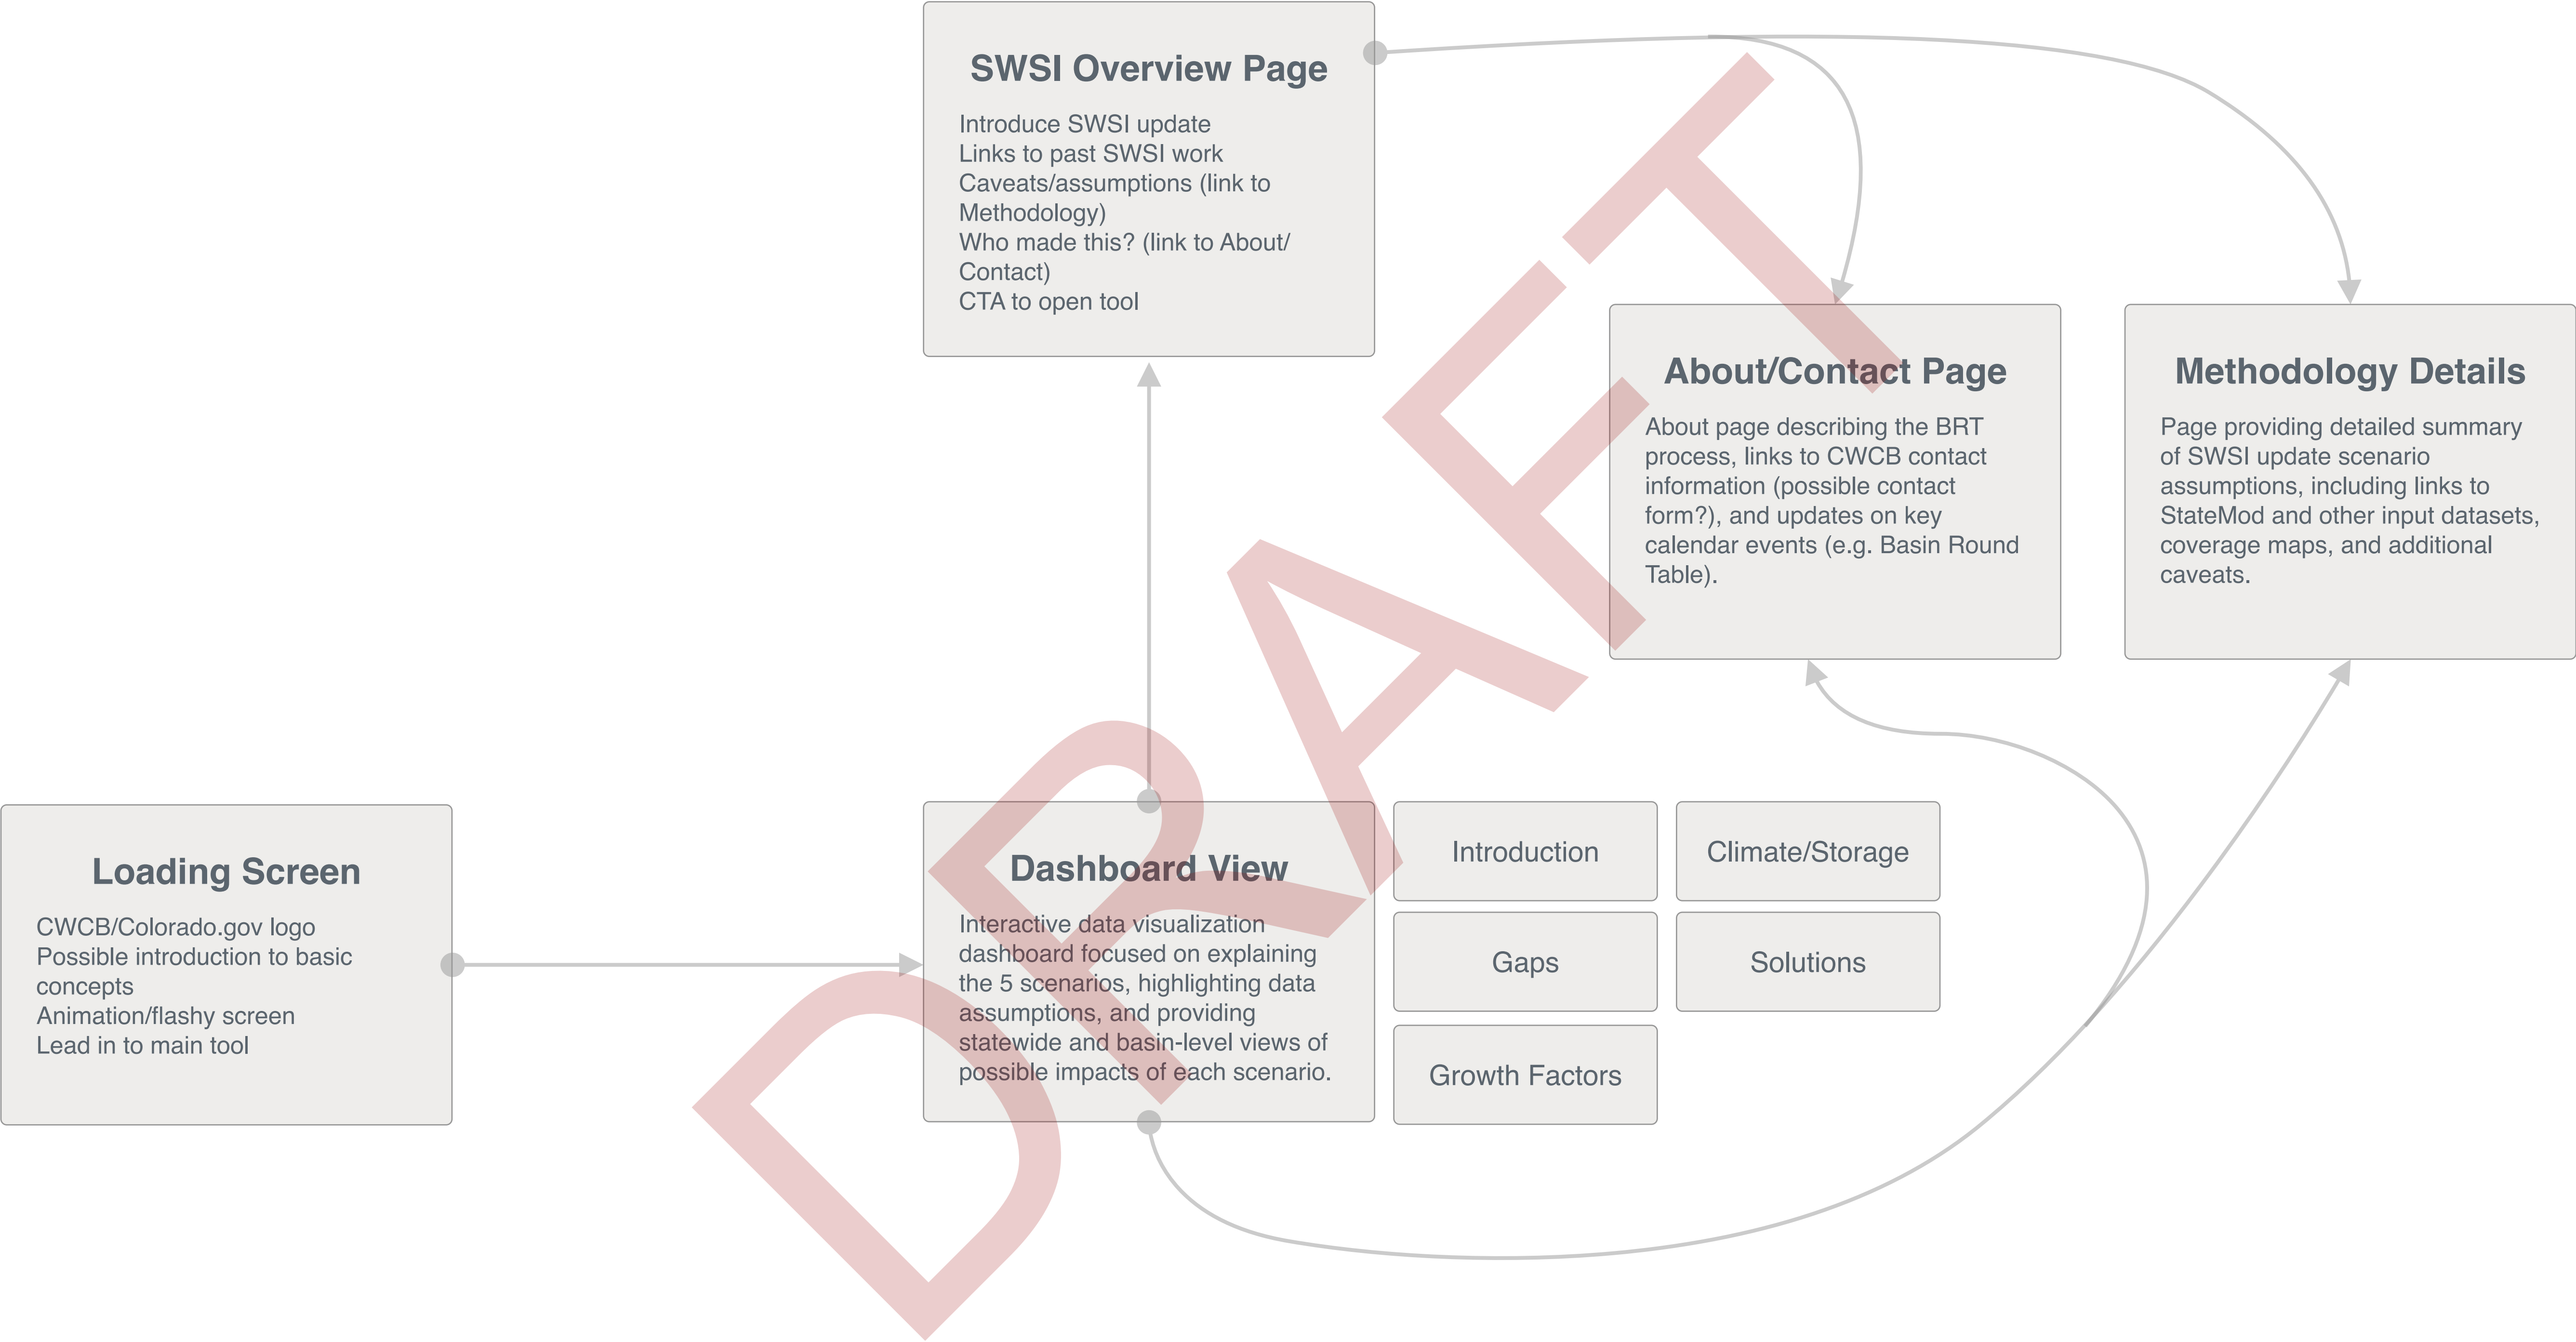 SWSI Overview Page
Introduce SWSI update
Links to past SWSI work
Caveats/assumptions (link to
Methodology)
Who made this? (link to About/
Contact)
CTA to open tool
About/Contact Page
About page describing the BRT
process, links to CWCB contact
information (possible contact
form?), and updates on key
calendar events (e.g. Basin Round
Table).
Methodology Details
Page providing detailed summary
of SWSI update scenario
assumptions, including links to
StateMod and other input datasets,
coverage maps, and additional
caveats.
Loading Screen
CWCB/Colorado.gov logo
Possible introduction to basic
concepts
Animation/flashy screen
Lead in to main tool
Dashboard View
Interactive data visualization
dashboard focused on explaining
the 5 scenarios, highlighting data
assumptions, and providing
statewide and basin-level views of
possible impacts of each scenario.
Introduction
Climate/Storage
Gaps
Solutions
Growth Factors
DRAFT